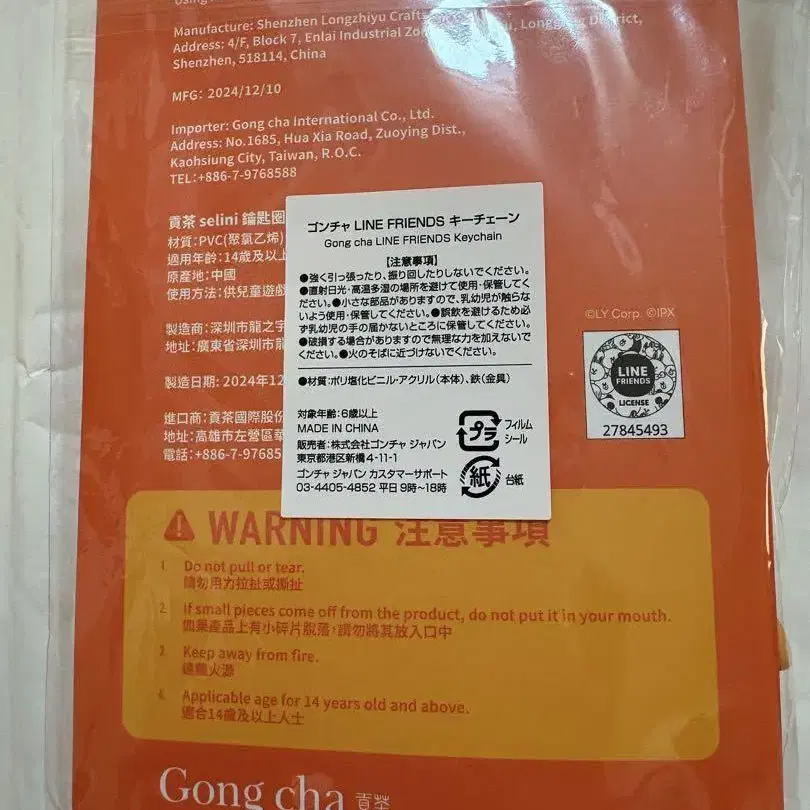 Manufacture: Shenzhen Longzhiyu Crafts
Longgang District,
Address: 4/F, Block 7, Enlai Industrial
Shenzhen, 518114, China
MFG: 2024/12/10
Importer: Gong cha International Co., Ltd.
Address: No.1685, Hua Xia Road, Zuoying Dist.,
Kaohsiung City, Taiwan, R.O.C.
TEL:+886-7-9768588
貢茶 selini 鑰匙圈
材質:PVC(聚氯乙烯)
適用年齡:14歲及以上
原產地:中國
使用方法:供兒童遊戲
製造商:深圳市龍之宇
地址:廣東省深圳市龍
製造日期: 2024年12
進口商:貢茶國際股份
地址:高雄市左營區華
電話:+886-7-97685
ゴンチャ LINE FRIENDS キーチェーン
Gong cha LINE FRIENDS Keychain
【注意事項】
●強く引っ張ったり、振り回したりしないでください。
●直射日光・高温多湿の場所を避けて使用・保管してく
ださい。●小さな部品がありますので、乳幼児が触らな
いよう使用・保管してください。●誤飲を避けるため必
ず乳幼児の手の届かないところに保管してください。
●破損する場合がありますので無理な力を加えないで
ください。●火のそばに近づけないでください。
●材質:ポリ塩化ビニル・アクリル(本体)、鉄(金具)
対象年齢:6歳以上
MADE IN CHINA
販売者:株式会社ゴンチャ ジャパン
東京都港区新橋4-11-1
ゴンチャ ジャパン カスタマーサポート
03-4405-4852 平日 9時～18時
プラ
フィルム
シール
紙
台紙
©LY Corp. ©IPX
LINE
FRIENDS
LICENSE
27845493
WARNING 注意事項
1. Do not pull or tear.
請勿用力拉扯或撕扯
2. If small pieces come off from the product, do not put it in your mouth.
如果產品上有小碎片脫落,請勿將其放入口中
3. Keep away from fire.
遠離火源
4. Applicable age for 14 years old and above.
適合14歲及以上人士
Gong cha 貢茶